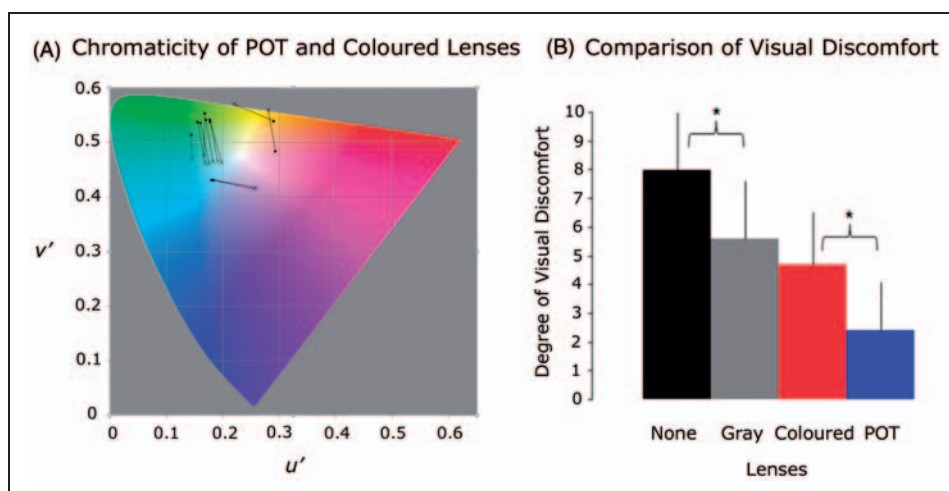 (A) Chromaticity of POT and Coloured Lenses
0.6
0.5
0.4
v'
0.3
0.2
0.1
0
0 0.1 0.2 0.3 0.4 0.5 0.6
u'
(B) Comparison of Visual Discomfort
Degree of Visual Discomfort
10
9
8
7
6
5
4
3
2
1
0
*
*
None Gray Coloured POT
Lenses